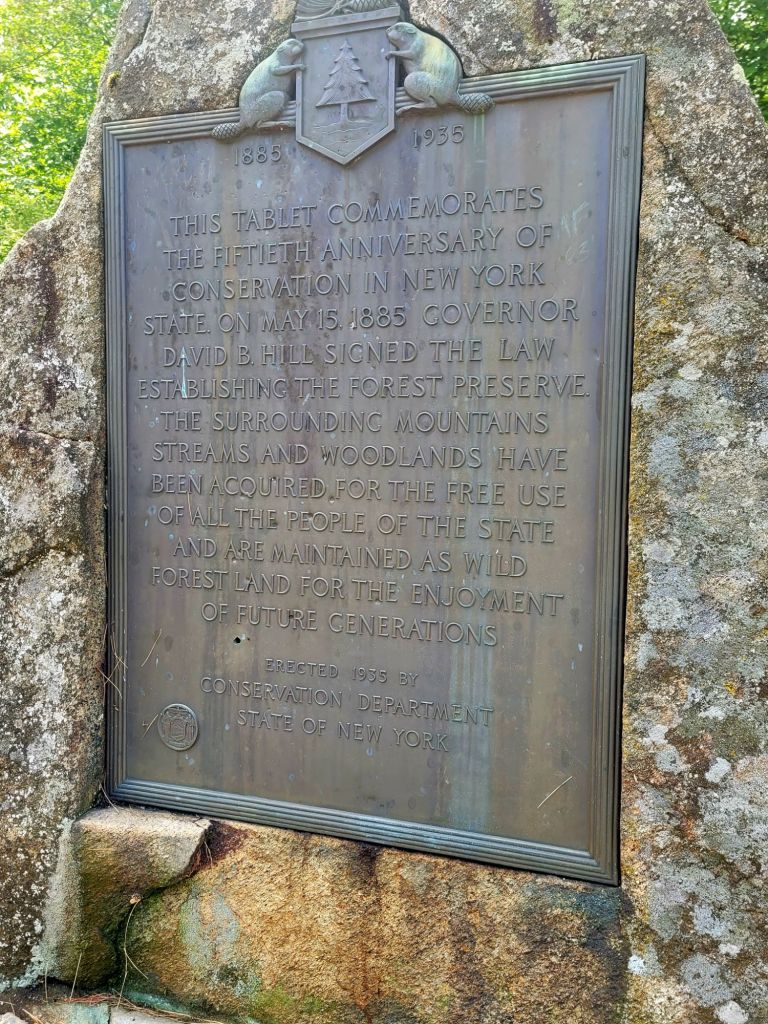 1885 1935
THIS TABLET COMMEMORATES
THE FIFTIETH ANNIVERSARY OF
CONSERVATION IN NEW YORK
STATE. ON MAY 15, 1885 GOVERNOR
DAVID B. HILL SIGNED THE LAW
ESTABLISHING THE FOREST PRESERVE.
THE SURROUNDING MOUNTAINS
STREAMS AND WOODLANDS HAVE
BEEN ACQUIRED FOR THE FREE USE
OF ALL THE PEOPLE OF THE STATE
AND ARE MAINTAINED AS WILD
FOREST LAND FOR THE ENJOYMENT
OF FUTURE GENERATIONS
ERECTED 1935 BY
CONSERVATION DEPARTMENT
STATE OF NEW YORK